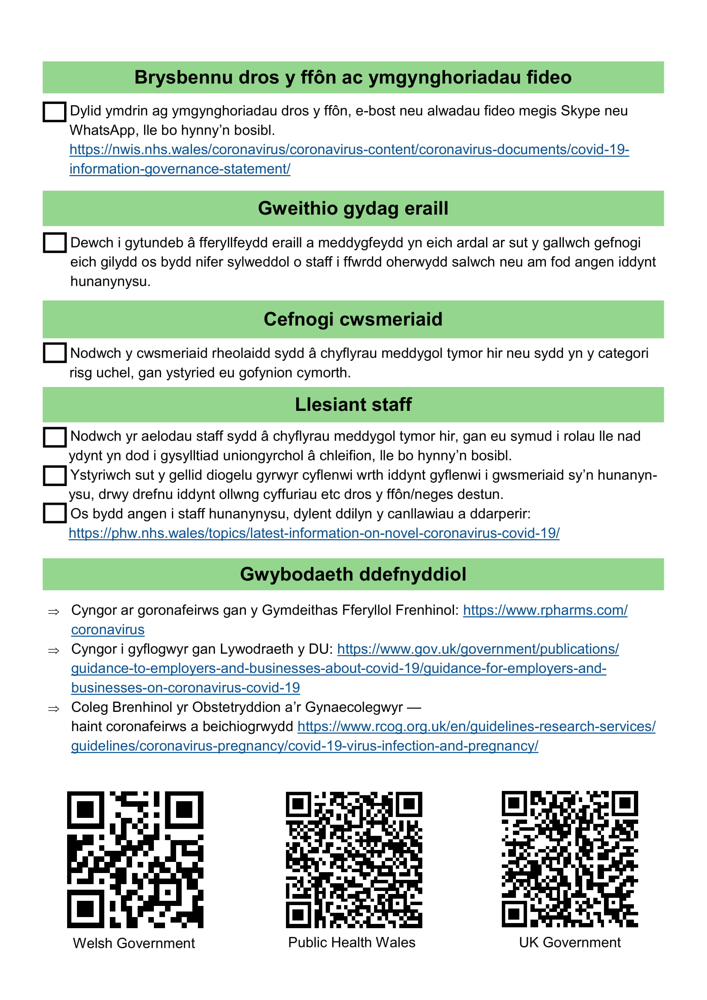 Brysbennu dros y ffôn ac ymgynghoriadau fideo
Dylid ymdrin ag ymgynghoriadau dros y ffôn, e-bost neu alwadau fideo megis Skype neu
WhatsApp, lle bo hynny’n bosibl.
https://nwis.nhs.wales/coronavirus/coronavirus-content/coronavirus-documents/covid-19-
information-governance-statement/
Gweithio gydag eraill
Dewch i gytundeb â fferyllfeydd eraill a meddygfeydd yn eich ardal ar sut y gallwch gefnogi
eich gilydd os bydd nifer sylweddol o staff i ffwrdd oherwydd salwch neu am fod angen iddynt
hunanynysu.
Cefnogi cwsmeriaid
Nodwch y cwsmeriaid rheolaidd sydd â chyflyrau meddygol tymor hir neu sydd yn y categori
risg uchel, gan ystyried eu gofynion cymorth.
Llesiant staff
Nodwch yr aelodau staff sydd â chyflyrau meddygol tymor hir, gan eu symud i rolau lle nad
ydynt yn dod i gysylltiad uniongyrchol â chleifion, lle bo hynny’n bosibl.
Ystyriwch sut y gellid diogelu gyrwyr cyflenwi wrth iddynt gyflenwi i gwsmeriaid sy’n hunanyn-
ysu, drwy drefnu iddynt ollwng cyffuriau etc dros y ffôn/neges destun.
Os bydd angen i staff hunanynysu, dylent ddilyn y canllawiau a ddarperir:
https://phw.nhs.wales/topics/latest-information-on-novel-coronavirus-covid-19/
Gwybodaeth ddefnyddiol
⇒ Cyngor ar goronafeirws gan y Gymdeithas Fferyllol Frenhinol: https://www.rpharms.com/
coronavirus
⇒ Cyngor i gyflogwyr gan Lywodraeth y DU: https://www.gov.uk/government/publications/
guidance-to-employers-and-businesses-about-covid-19/guidance-for-employers-and-
businesses-on-coronavirus-covid-19
⇒ Coleg Brenhinol yr Obstetryddion a’r Gynaecolegwyr —
haint coronafeirws a beichiogrwydd https://www.rcog.org.uk/en/guidelines-research-services/
guidelines/coronavirus-pregnancy/covid-19-virus-infection-and-pregnancy/
Welsh Government
Public Health Wales
UK Government